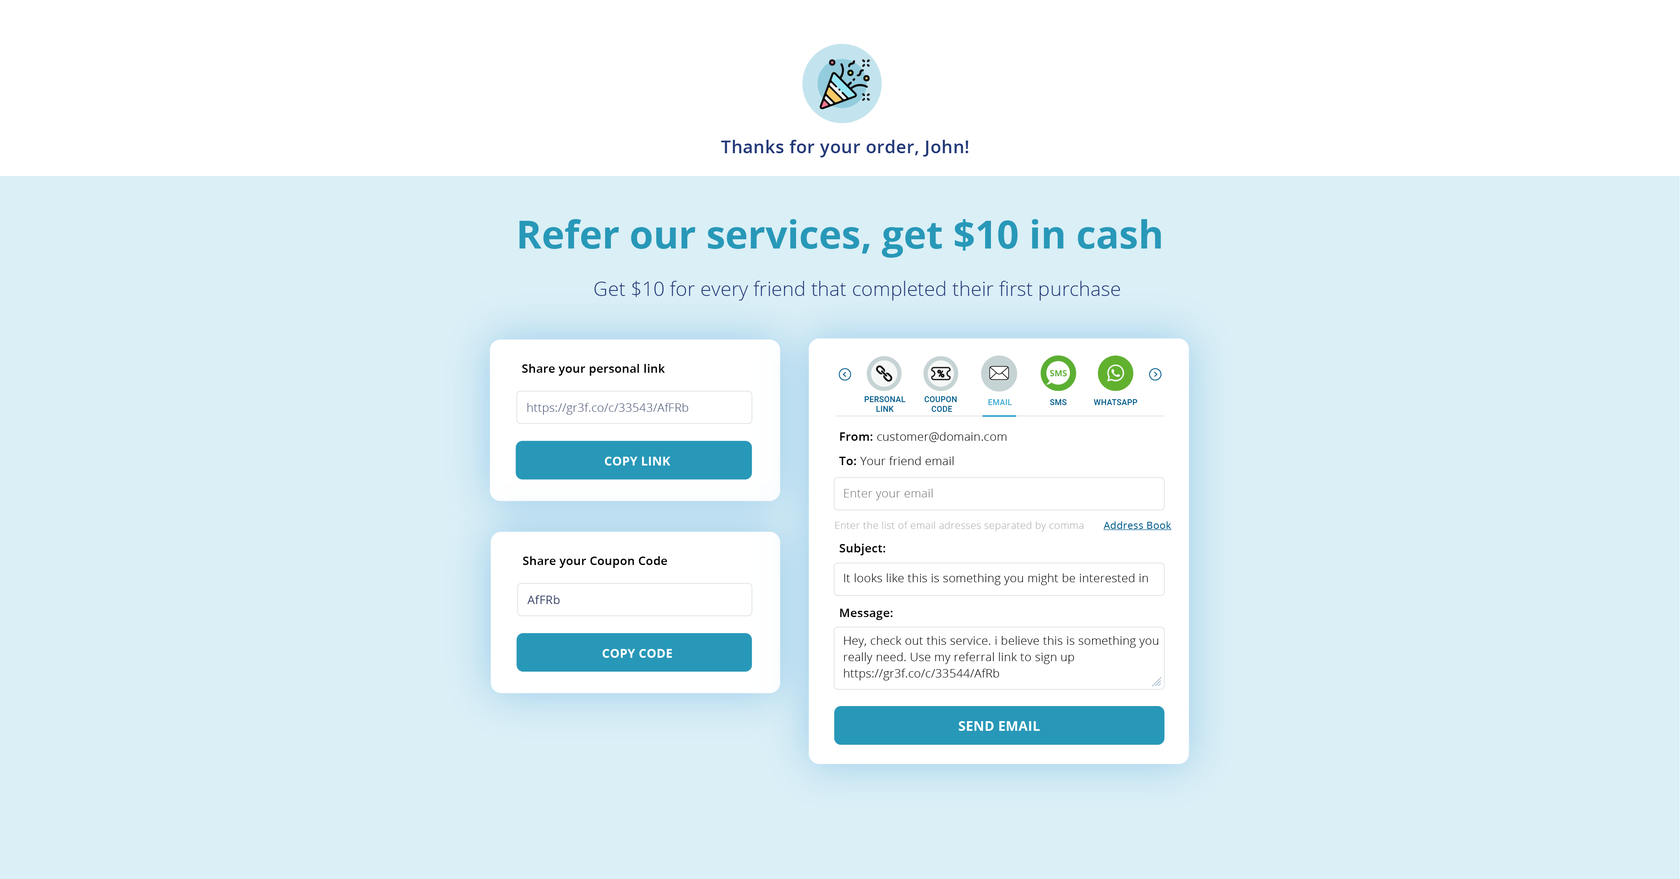 Thanks for your order, John!
Refer our services, get $10 in cash
Get $10 for every friend that completed their first purchase
Share your personal link
https://gr3f.co/c/33543/AfFRb
COPY LINK
Share your Coupon Code
AfFRb
COPY CODE
PERSONAL LINK
COUPON CODE
EMAIL
SMS
SMS
WHATSAPP
From: customer@domain.com
To: Your friend email
Enter your email
Enter the list of email adresses separated by comma
Address Book
Subject:
It looks like this is something you might be interested in
Message:
Hey, check out this service. i believe this is something you
really need. Use my referral link to sign up
https://gr3f.co/c/33544/AfRb
SEND EMAIL